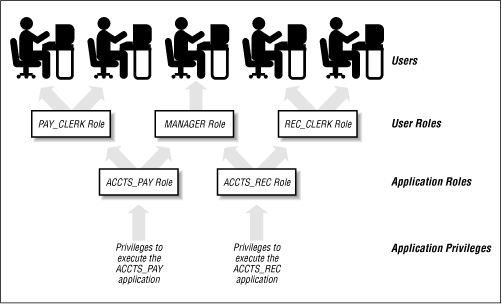 Users
PAY_CLERK Role
MANAGER Role
REC_CLERK Role
User Roles
ACCTS_PAY Role
ACCTS_REC Role
Application Roles
Privileges to
execute the
ACCTS_PAY
application
Privileges to
execute the
ACCTS_REC
application
Application Privileges